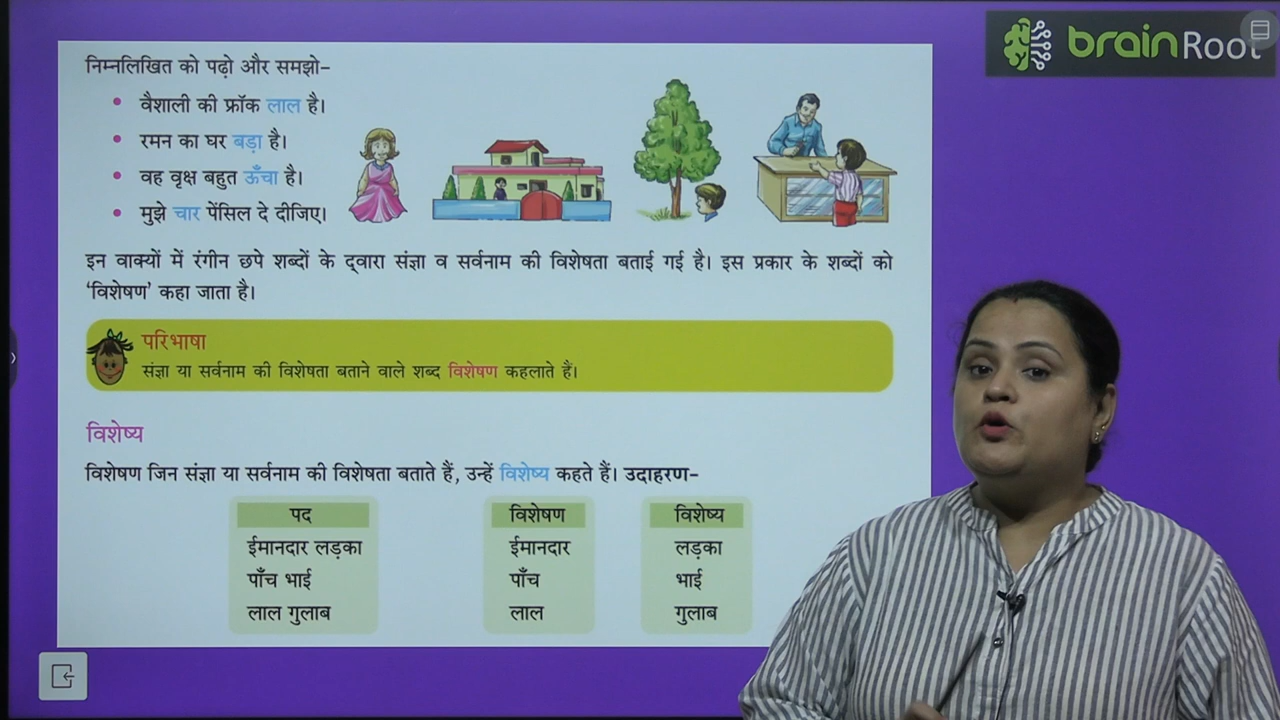 brainRoot
निम्नलिखित को पढ़ो और समझो–
• वैशाली की फ्रॉक लाल है।
• रमन का घर बड़ा है।
• वह वृक्ष बहुत ऊँचा है।
• मुझे चार पेंसिल दे दीजिए।
इन वाक्यों में रंगीन छपे शब्दों के द्वारा संज्ञा व सर्वनाम की विशेषता बताई गई है। इस प्रकार के शब्दों को
‘विशेषण’ कहा जाता है।
परिभाषा
संज्ञा या सर्वनाम की विशेषता बताने वाले शब्द विशेषण कहलाते हैं।
विशेष्य
विशेषण जिन संज्ञा या सर्वनाम की विशेषता बताते हैं, उन्हें विशेष्य कहते हैं। उदाहरण–
पद विशेषण विशेष्य
ईमानदार लड़का ईमानदार लड़का
पाँच भाई पाँच भाई
लाल गुलाब लाल गुलाब